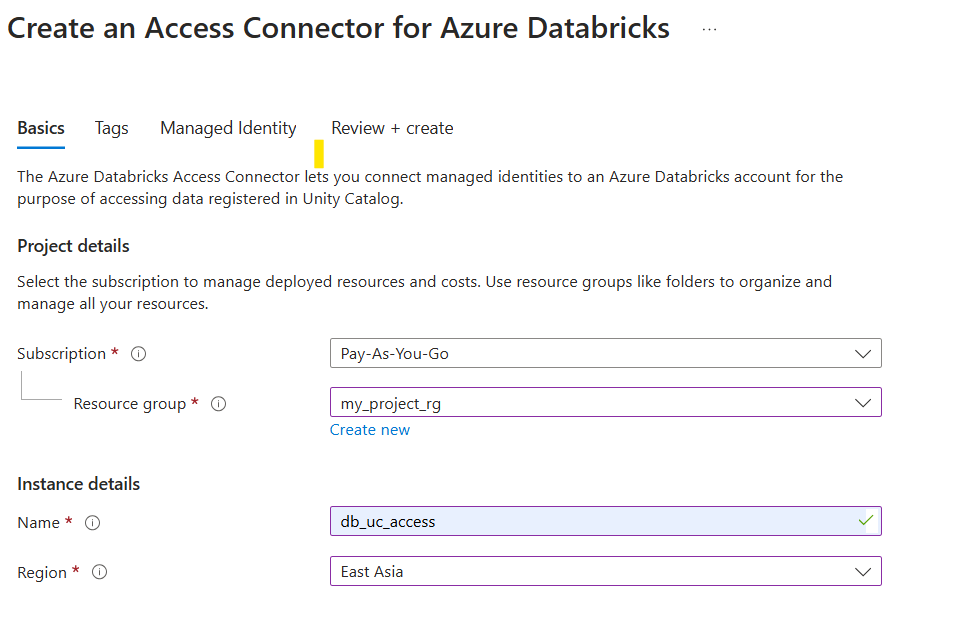 Create an Access Connector for Azure Databricks ...
Basics Tags Managed Identity Review + create
The Azure Databricks Access Connector lets you connect managed identities to an Azure Databricks account for the
purpose of accessing data registered in Unity Catalog.
Project details
Select the subscription to manage deployed resources and costs. Use resource groups like folders to organize and
manage all your resources.
Subscription * Pay-As-You-Go
Resource group * my_project_rg
Create new
Instance details
Name * db_uc_access
Region * East Asia